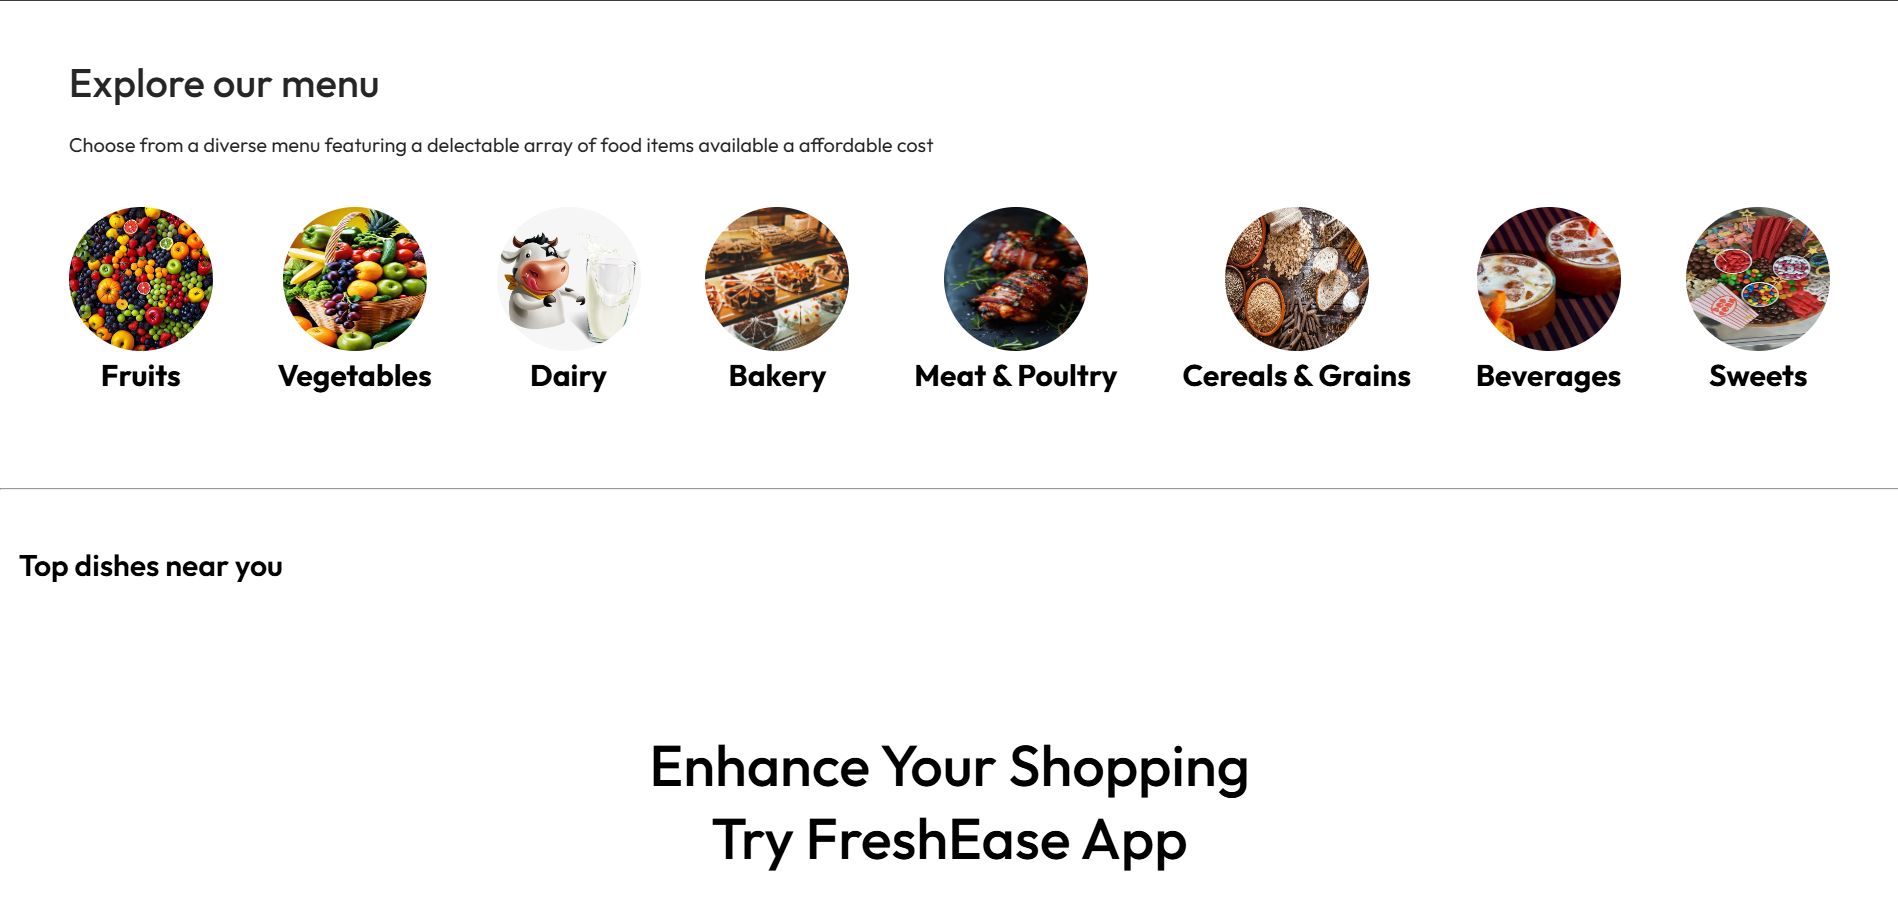 Explore our menu
Choose from a diverse menu featuring a delectable array of food items available a affordable cost
Fruits
Vegetables
Dairy
Bakery
Meat & Poultry
Cereals & Grains
Beverages
Sweets
Top dishes near you
Enhance Your Shopping
Try FreshEase App